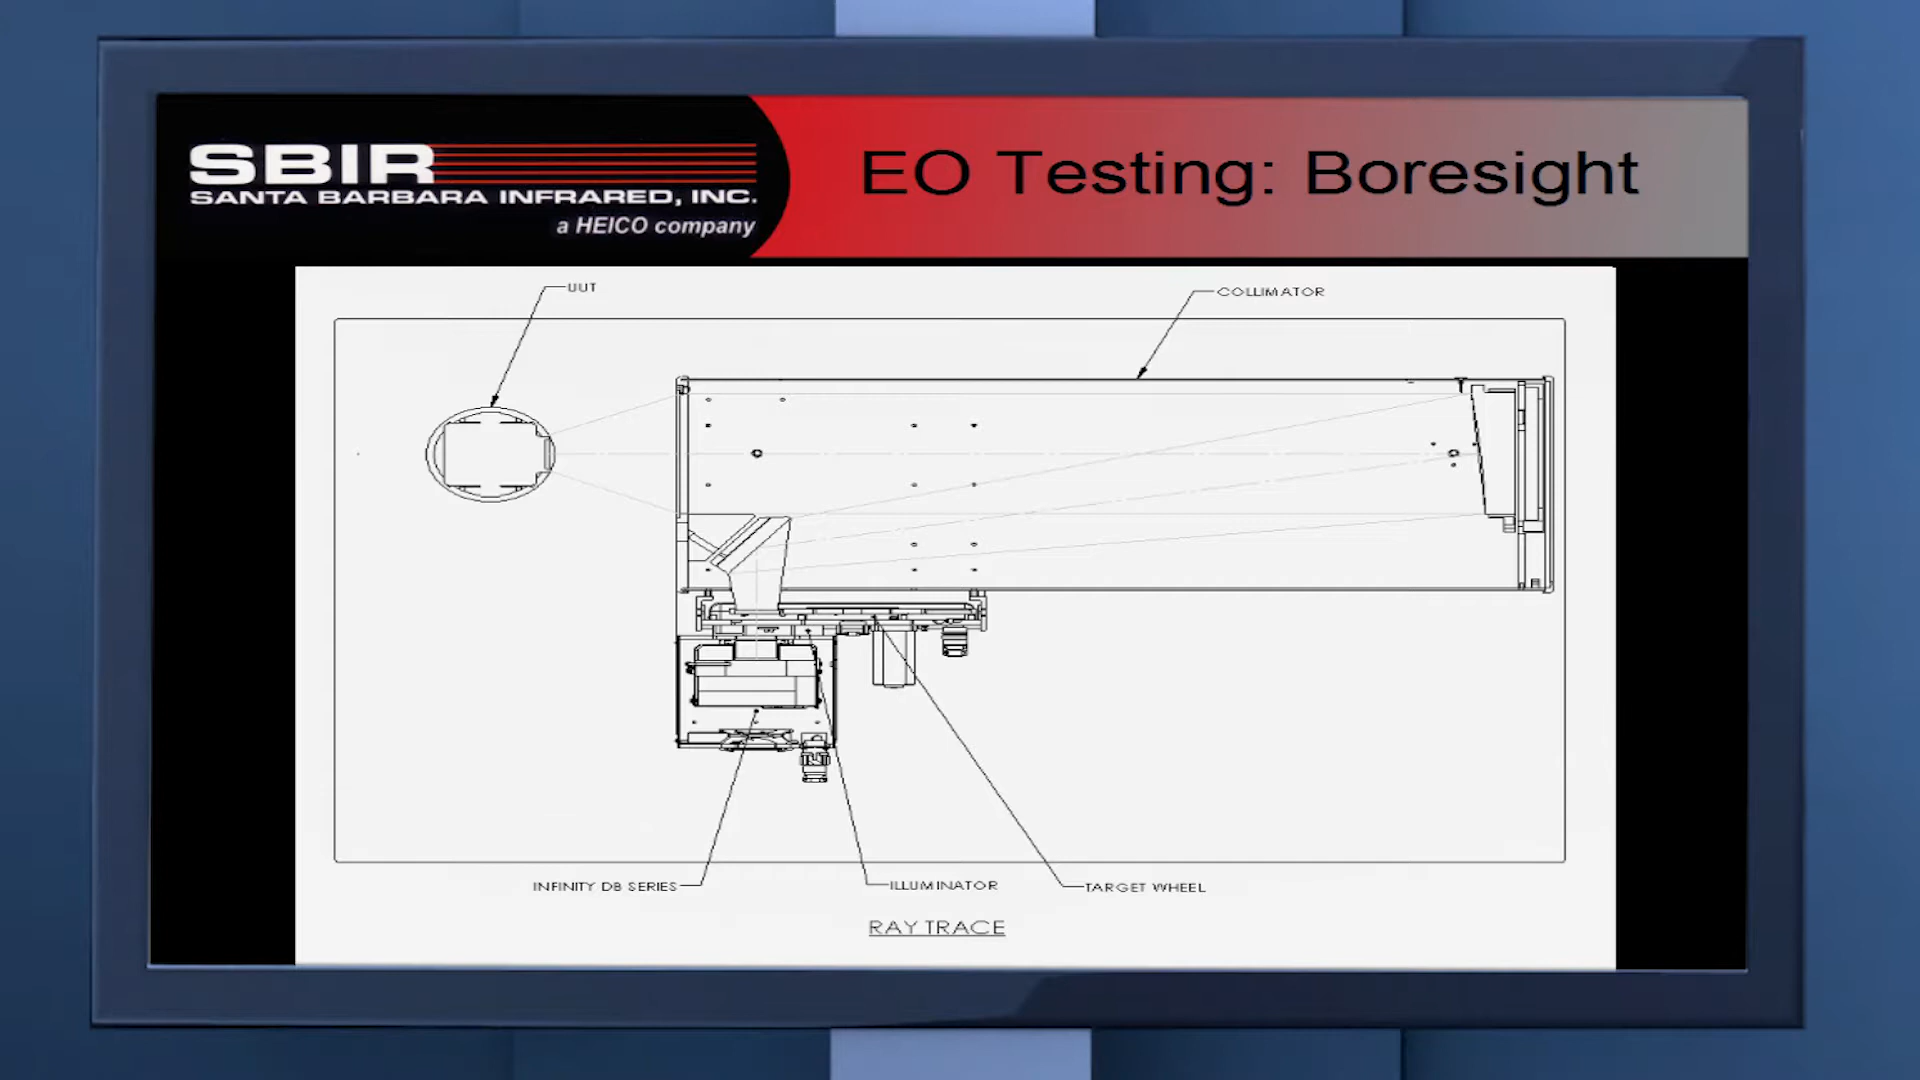 SBIR
SANTA BARBARA INFRARED, INC.
a HEICO company
EO Testing: Boresight
UUT
COLLIMATOR
INFINITY DB SERIES
ILLUMINATOR
TARGET WHEEL
RAY TRACE